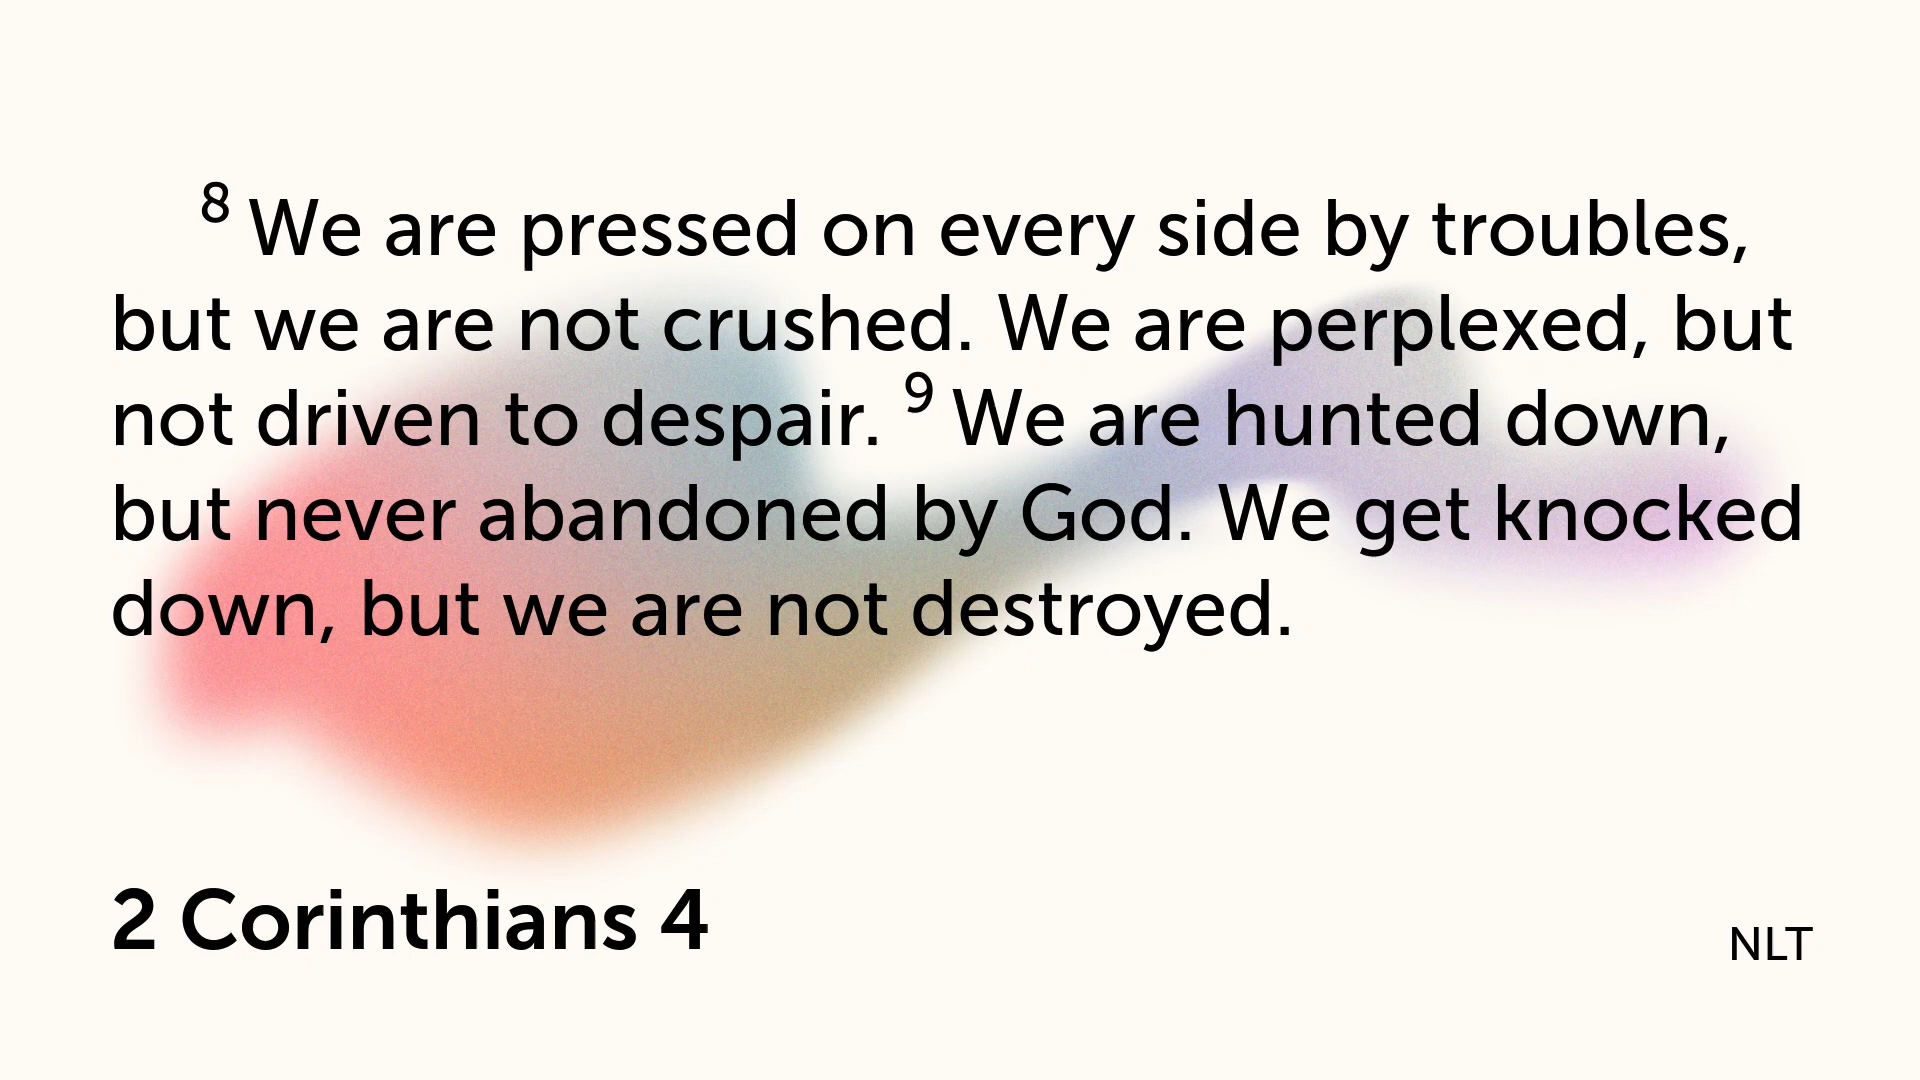 8 We are pressed on every side by troubles,
but we are not crushed. We are perplexed, but
not driven to despair. 9 We are hunted down,
but never abandoned by God. We get knocked
down, but we are not destroyed.
2 Corinthians 4
NLT